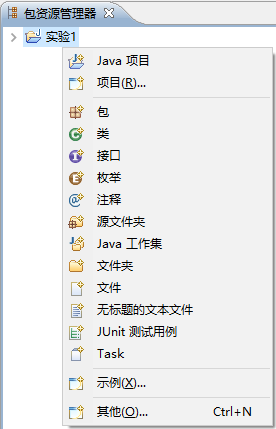 包资源管理器
实验1
Java 项目
项目(R)...
包
类
接口
枚举
注释
源文件夹
Java 工作集
文件夹
文件
无标题的文本文件
JUnit 测试用例
Task
示例(X)...
其他(O)... Ctrl+N